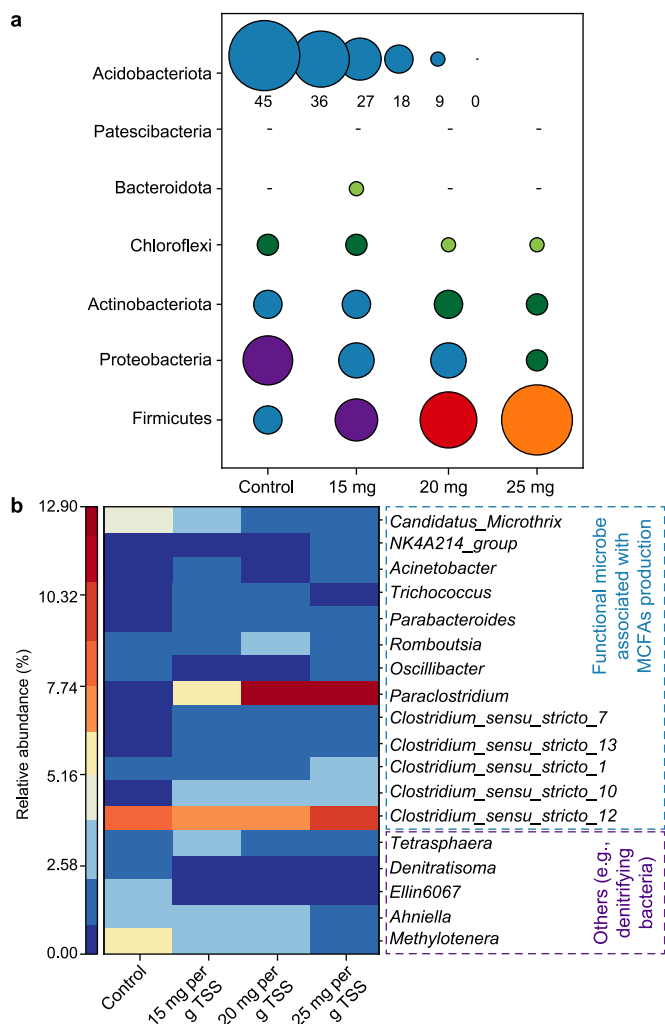 a
Acidobacteriota
45 36 27 18 9 0
Patescibacteria - - - -
Bacteroidota - - -
Chloroflexi
Actinobacteriota
Proteobacteria
Firmicutes
Control 15 mg 20 mg 25 mg
b
12.90
10.32
7.74
5.16
2.58
0.00
Relative abundance (%)
Candidatus_Microthrix
NK4A214_group
Acinetobacter
Trichococcus
Parabacteroides
Romboutsia
Oscillibacter
Paraclostridium
Clostridium_sensu_stricto_7
Clostridium_sensu_stricto_13
Clostridium_sensu_stricto_1
Clostridium_sensu_stricto_10
Clostridium_sensu_stricto_12
Tetrasphaera
Denitratisoma
Ellin6067
Ahniella
Methylotenera
Functional microbe
associated with
MCFAs production
Others (e.g.,
denitrifying
bacteria)
Control
15 mg per
g TSS
20 mg per
g TSS
25 mg per
g TSS